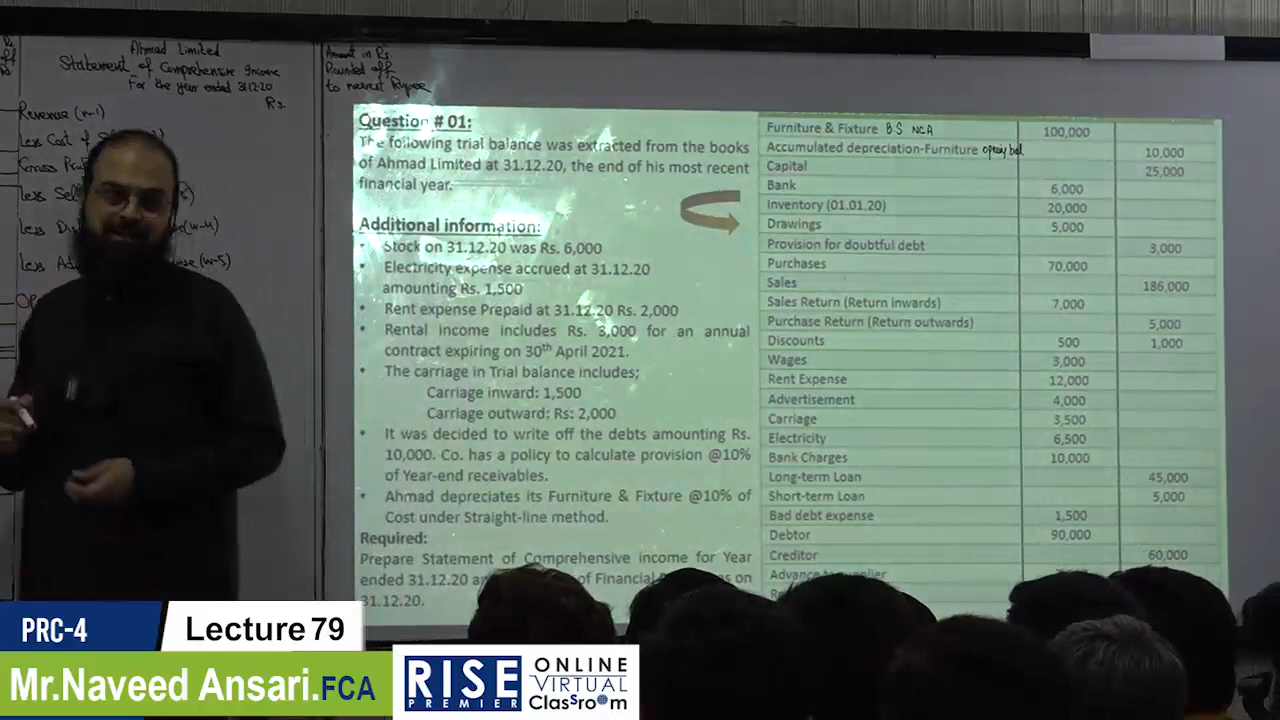 Ahmad Limited
Statement of Comprehensive Income
For the year ended 31.12.20
Rs
Revenue (w-1)
Less Cost of
Gross
Less
Less
(w-4)
Less
(w-5)
Amount in Rs
Rounded off
to nearest Rupee
Question # 01:
The following trial balance was extracted from the books
of Ahmad Limited at 31.12.20, the end of his most recent
financial year.
Additional information:
• Stock on 31.12.20 was Rs. 6,000
• Electricity expense accrued at 31.12.20
amounting Rs. 1,500
• Rent expense Prepaid at 31.12.20 Rs. 2,000
• Rental income includes Rs. 3,000 for an annual
contract expiring on 30th April 2021.
• The carriage in Trial balance includes;
Carriage inward: 1,500
Carriage outward: Rs: 2,000
• It was decided to write off the debts amounting Rs.
10,000. Co. has a policy to calculate provision @10%
of Year-end receivables.
• Ahmad depreciates its Furniture & Fixture @10% of
Cost under Straight-line method.
Required:
Prepare Statement of Comprehensive income for Year
ended 31.12.20 of Financial on
31.12.20.
Furniture & Fixture B.S NCA 100,000
Accumulated depreciation-Furniture opening bal 10,000
Capital 25,000
Bank 6,000
Inventory (01.01.20) 20,000
Drawings 5,000
Provision for doubtful debt 3,000
Purchases 70,000
Sales 186,000
Sales Return (Return inwards) 7,000
Purchase Return (Return outwards) 5,000
Discounts 500 1,000
Wages 3,000
Rent Expense 12,000
Advertisement 4,000
Carriage 3,500
Electricity 6,500
Bank Charges 10,000
Long-term Loan 45,000
Short-term Loan 5,000
Bad debt expense 1,500
Debtor 90,000
Creditor 60,000
Advance to supplier
PRC-4
Lecture 79
Mr.Naveed Ansari.FCA
RISE
PREMIER
ONLINE
VIRTUAL
ClasSroom